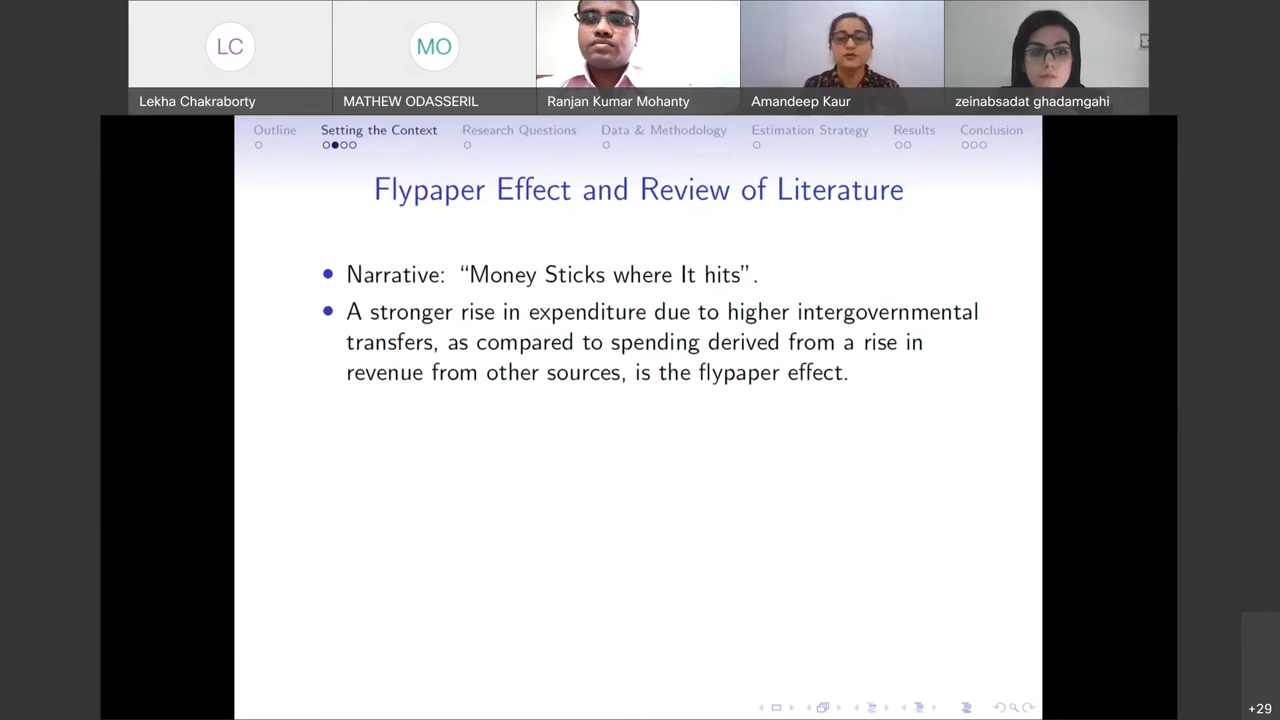 LC
MO
Lekha Chakraborty
MATHEW ODASSERIL
Ranjan Kumar Mohanty
Amandeep Kaur
zeinabsadat ghadamgahi
Outline
Setting the Context
Research Questions
Data & Methodology
Estimation Strategy
Results
Conclusion
Flypaper Effect and Review of Literature
Narrative: “Money Sticks where It hits”.
A stronger rise in expenditure due to higher intergovernmental
transfers, as compared to spending derived from a rise in
revenue from other sources, is the flypaper effect.
+29